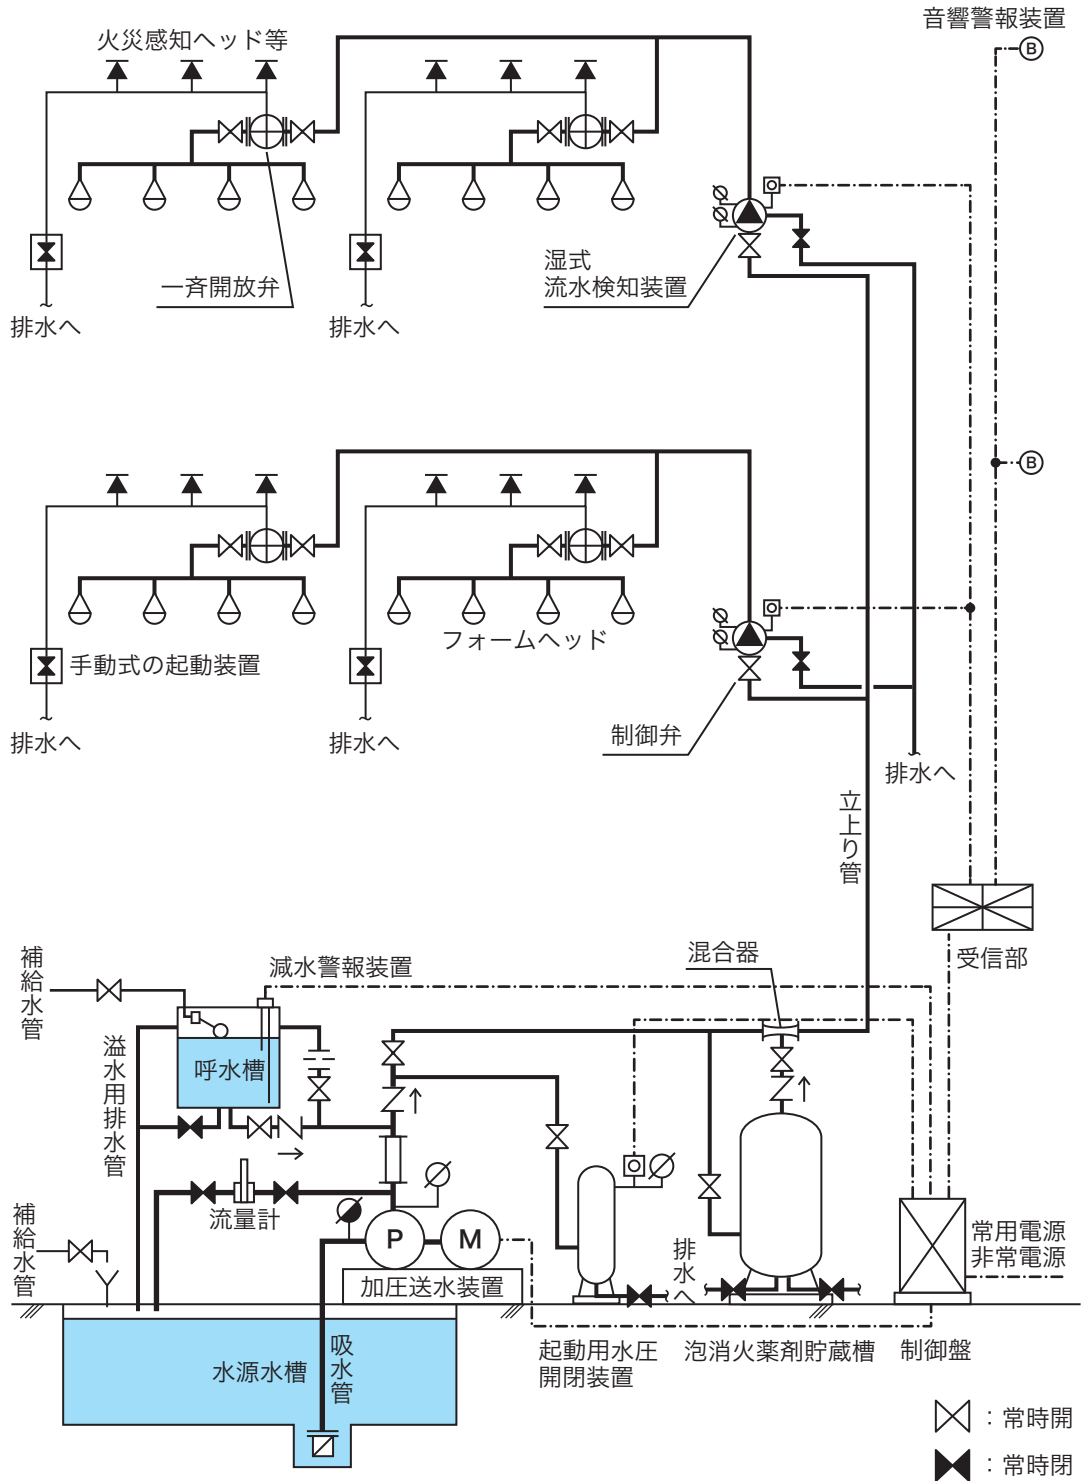 音響警報装置
B
火災感知ヘッド等
湿式
流水検知装置
一斉開放弁
排水へ
排水へ
B
フォームヘッド
手動式の起動装置
制御弁
排水へ
排水へ
排水へ
立上り管
受信部
混合器
減水警報装置
補給水管
呼水槽
溢水用排水管
流量計
補給水管
P
M
加圧送水装置
排水へ
常用電源
非常電源
水源水槽
吸水管
起動用水圧
開閉装置
泡消火薬剤貯蔵槽
制御盤
：常時開
：常時閉